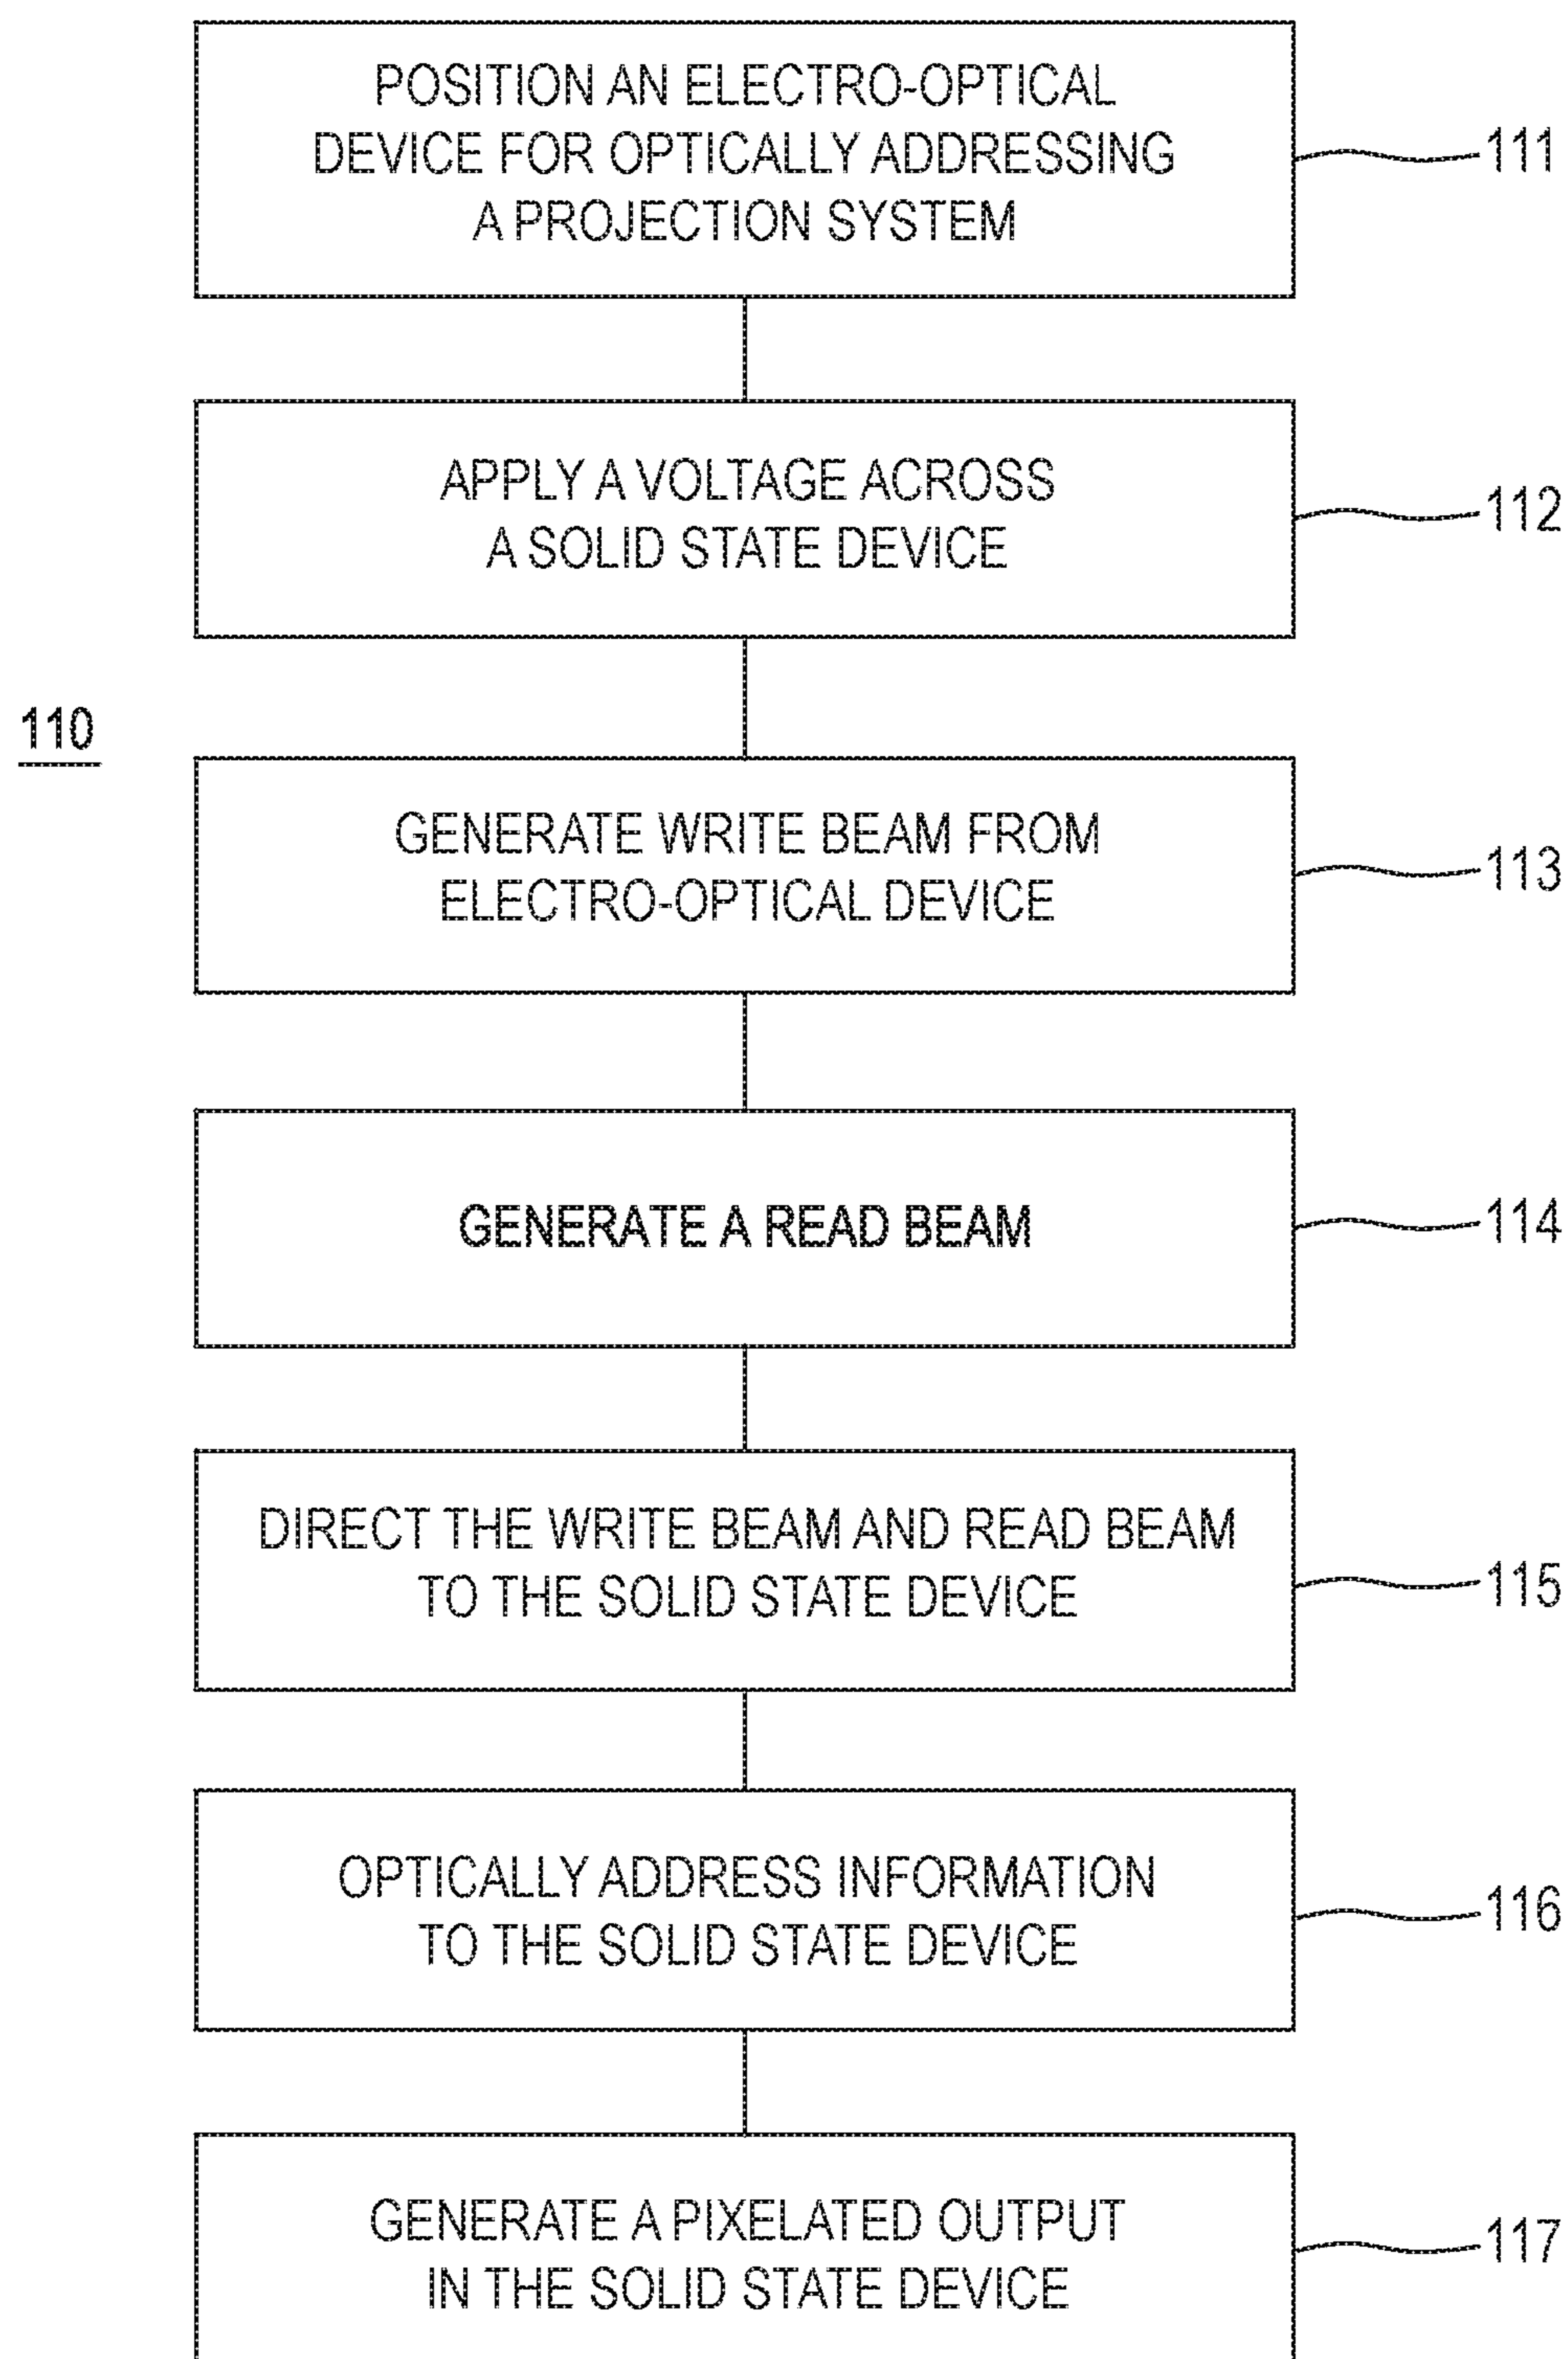 POSITION AN ELECTRO-OPTICAL
DEVICE FOR OPTICALLY ADDRESSING
A PROJECTION SYSTEM
111
APPLY A VOLTAGE ACROSS
A SOLID STATE DEVICE
112
110
GENERATE WRITE BEAM FROM
ELECTRO-OPTICAL DEVICE
113
GENERATE A READ BEAM
114
DIRECT THE WRITE BEAM AND READ BEAM
TO THE SOLID STATE DEVICE
115
OPTICALLY ADDRESS INFORMATION
TO THE SOLID STATE DEVICE
116
GENERATE A PIXELATED OUTPUT
IN THE SOLID STATE DEVICE
117